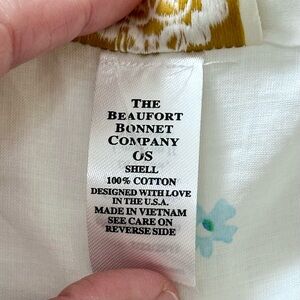 THE
BEAUFORT
BONNET
COMPANY
OS
SHELL
100% COTTON
DESIGNED WITH LOVE
IN THE U.S.A.
MADE IN VIETNAM
SEE CARE ON
REVERSE SIDE